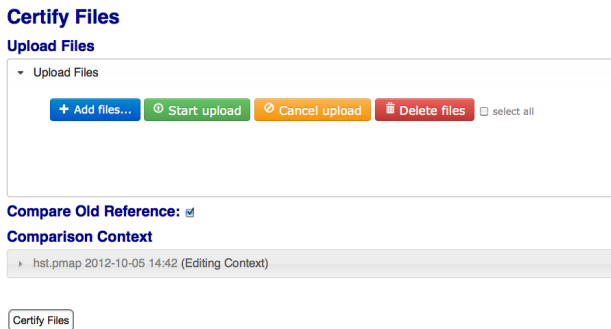 Certify Files
Upload Files
Upload Files
+ Add files... Start upload Cancel upload Delete files select all
Compare Old Reference:
Comparison Context
hst.pmap 2012-10-05 14:42 (Editing Context)
Certify Files